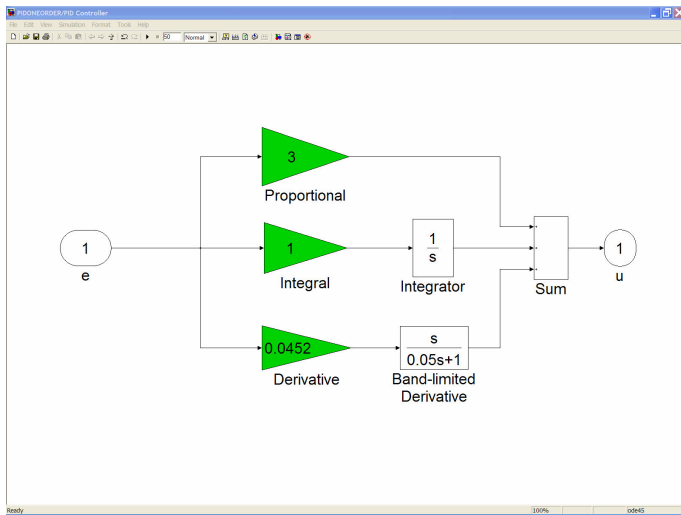 PIDONEORDER/PID Controller
File Edit View Simulation Format Tools Help
50 Normal
3
Proportional
1
e
1
Integral
1
s
Integrator
Sum
1
u
0.0452
Derivative
s
0.05s+1
Band-limited
Derivative
Ready 100% ode45